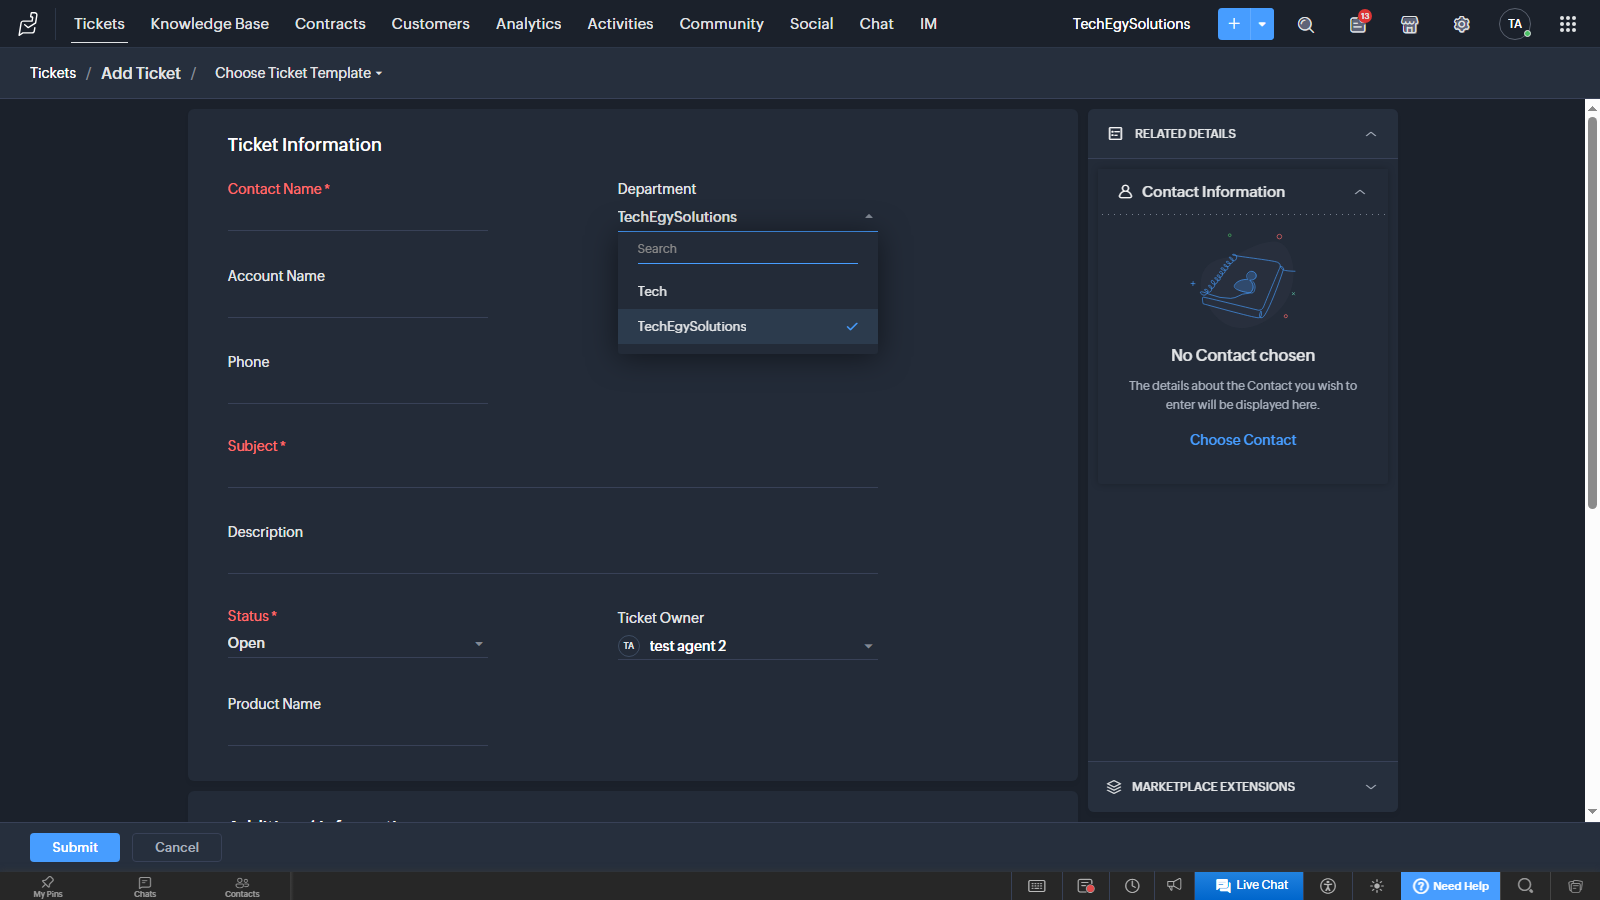 Tickets Knowledge Base Contracts Customers Analytics Activities Community Social Chat IM TechEgySolutions 13 TA
Tickets / Add Ticket / Choose Ticket Template
Ticket Information
Contact Name *
Department
TechEgySolutions
Search
Tech
TechEgySolutions
Account Name
Phone
Subject *
Description
Status *
Open
Ticket Owner
TA test agent 2
Product Name
RELATED DETAILS
Contact Information
No Contact chosen
The details about the Contact you wish to
enter will be displayed here.
Choose Contact
MARKETPLACE EXTENSIONS
Submit Cancel
My Pins Chats Contacts Live Chat Need Help